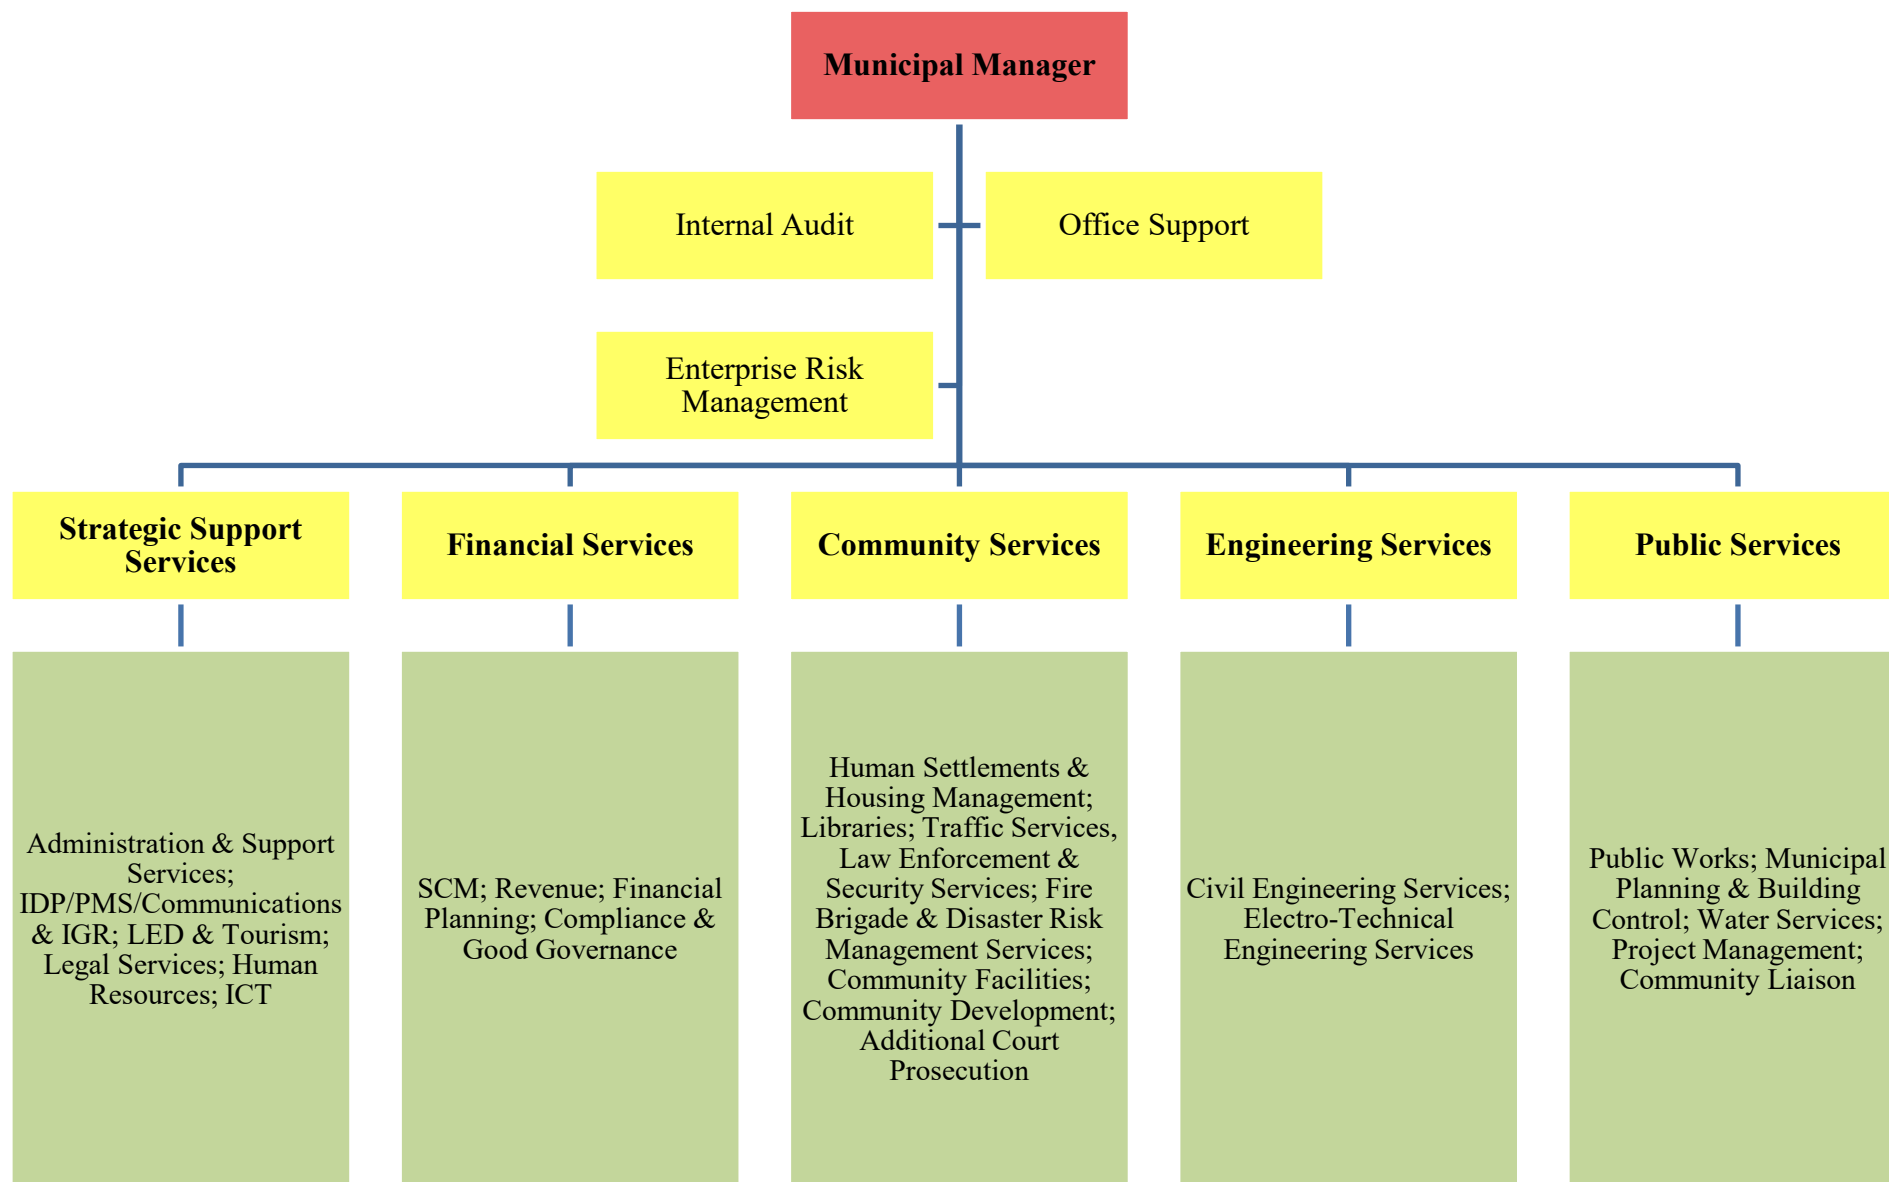 Municipal Manager
Internal Audit
Office Support
Enterprise Risk
Management
Strategic Support
Services
Financial Services
Community Services
Engineering Services
Public Services
Administration & Support
Services;
IDP/PMS/Communications
& IGR; LED & Tourism;
Legal Services; Human
Resources; ICT
SCM; Revenue; Financial
Planning; Compliance &
Good Governance
Human Settlements &
Housing Management;
Libraries; Traffic Services,
Law Enforcement &
Security Services; Fire
Brigade & Disaster Risk
Management Services;
Community Facilities;
Community Development;
Additional Court
Prosecution
Civil Engineering Services;
Electro-Technical
Engineering Services
Public Works; Municipal
Planning & Building
Control; Water Services;
Project Management;
Community Liaison